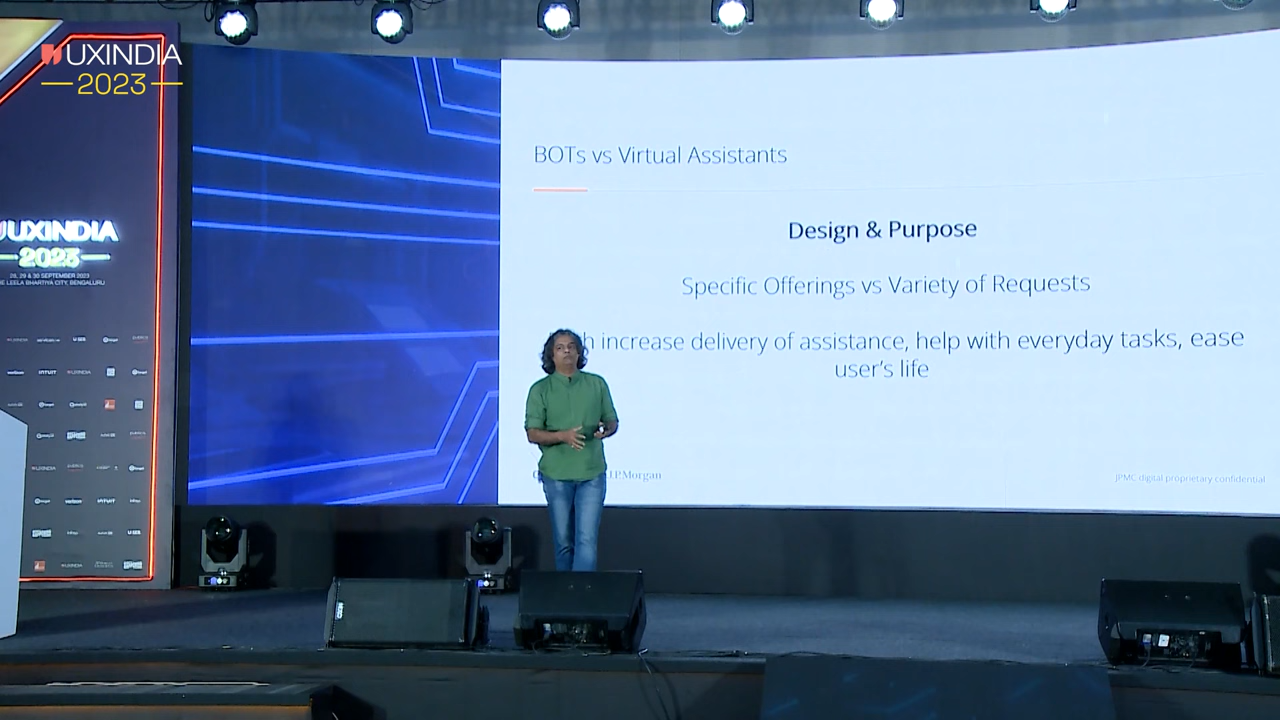 UXINDIA
2023
UXINDIA
2023
28, 29 & 30 SEPTEMBER 2023
LEELA BHARTIYA CITY, BENGALURU
BOTs vs Virtual Assistants
Design & Purpose
Specific Offerings vs Variety of Requests
increase delivery of assistance, help with everyday tasks, ease
user's life
J.P.Morgan
JPMC digital proprietary confidential